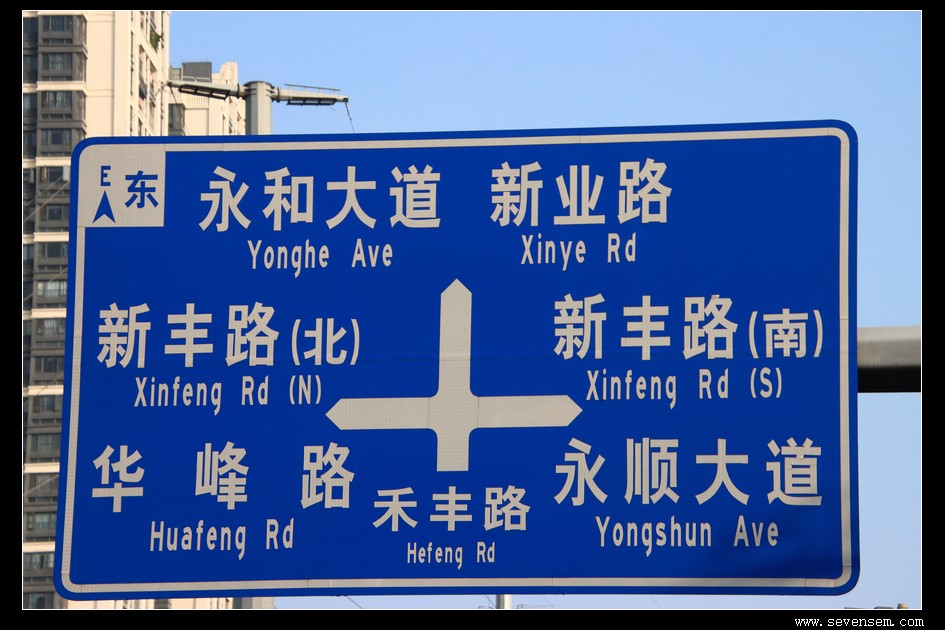 E 东
永和大道 新业路
Yonghe Ave Xinye Rd
新丰路(北) 新丰路(南)
Xinfeng Rd (N) Xinfeng Rd (S)
华峰路 禾丰路 永顺大道
Huafeng Rd Hefeng Rd Yongshun Ave
www.sevensem.com